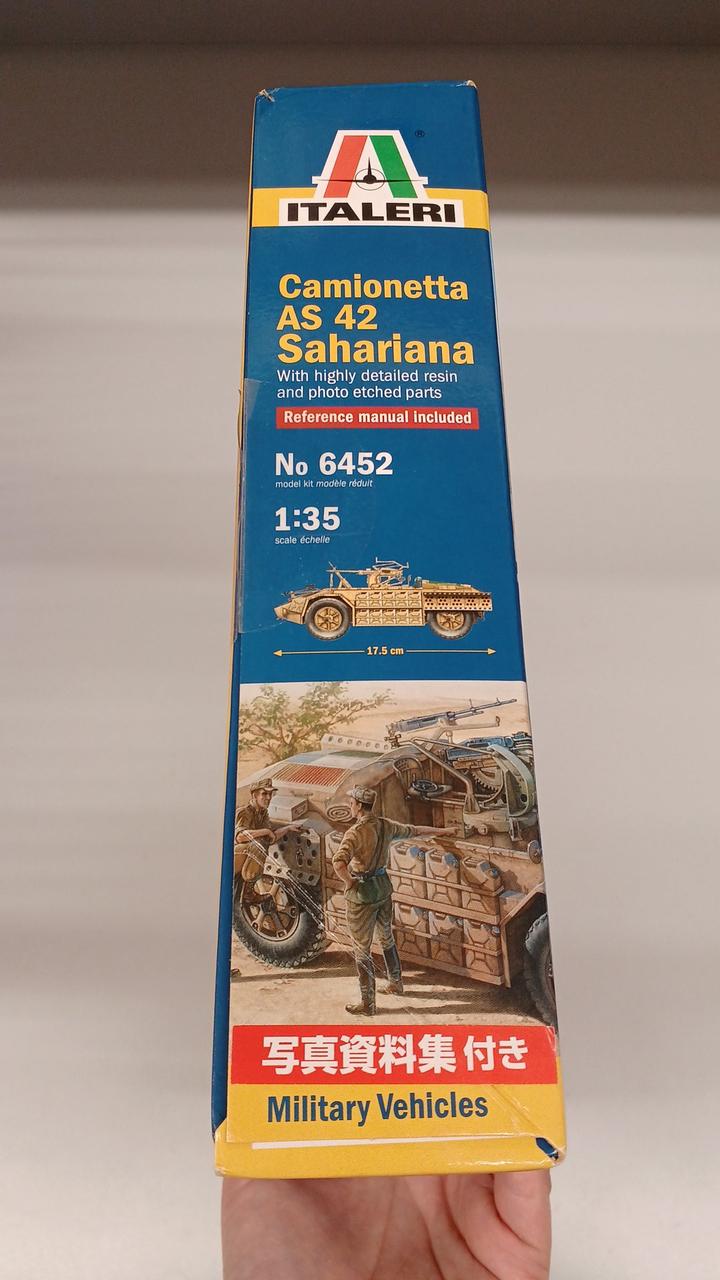 ®
ITALERI
Camionetta
AS 42
Sahariana
With highly detailed resin
and photo etched parts
Reference manual included
No 6452
model kit modèle réduit
1:35
scale échelle
17.5 cm
写真資料集付き
Military Vehicles